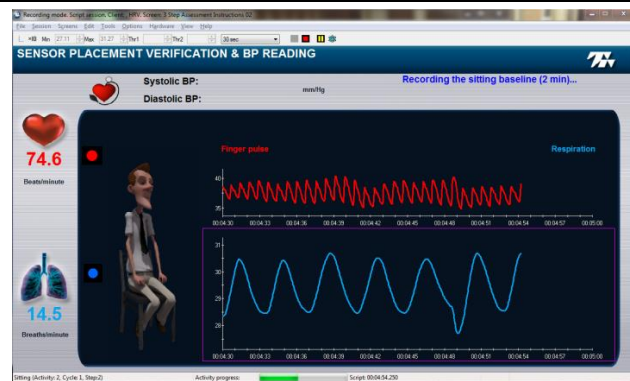 Recording mode. Script session. Client: , HRV. Screen: 3 Step Assessment Instructions 02
File Session Screens Edit Tools Options Hardware View Help
Min 27.11 Max 31.27 Thr1 Thr2 30 sec
SENSOR PLACEMENT VERIFICATION & BP READING
Systolic BP:
Diastolic BP:
mm/Hg
Recording the sitting baseline (2 min)...
74.6
Beats/minute
Finger pulse
Respiration
40
35
00:04:30 00:04:33 00:04:36 00:04:39 00:04:42 00:04:45 00:04:48 00:04:51 00:04:54 00:04:57 00:05:00
31
30
29
28
00:04:30 00:04:33 00:04:36 00:04:39 00:04:42 00:04:45 00:04:48 00:04:51 00:04:54 00:04:57 00:05:00
14.5
Breaths/minute
Sitting (Activity: 2, Cycle: 1, Step:2) Activity progress: Script: 00:04:54.250